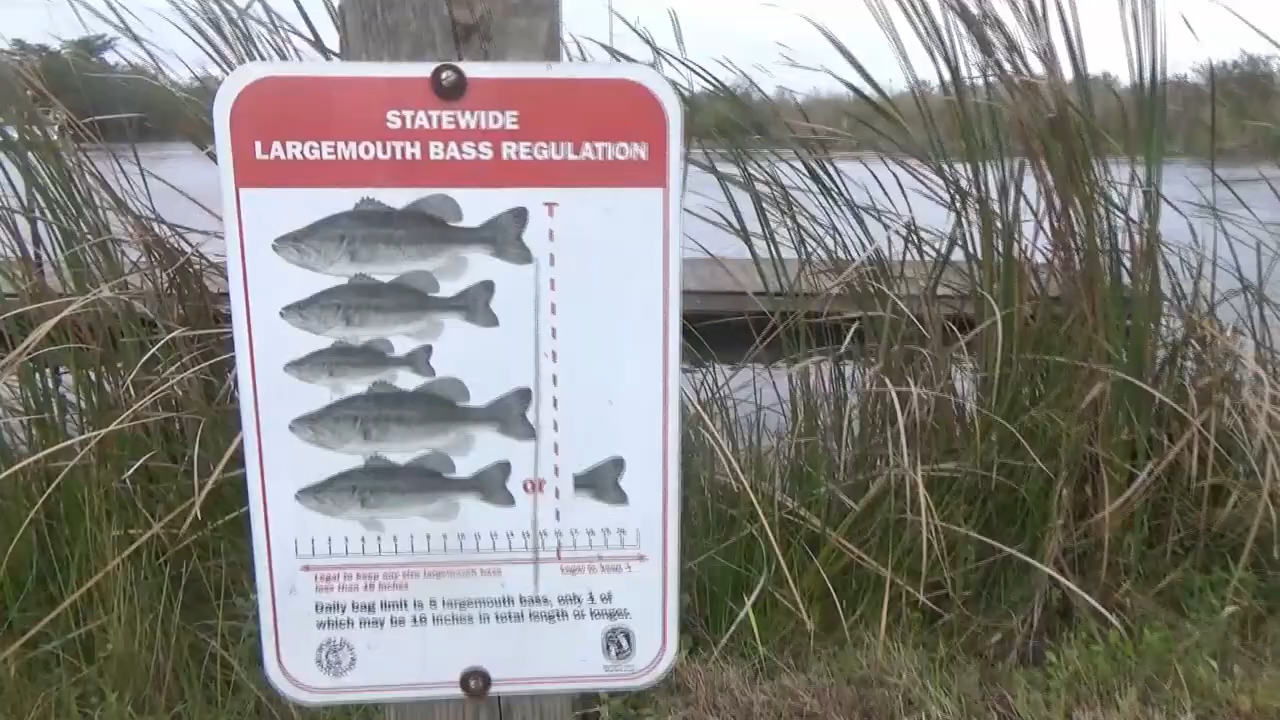 STATEWIDE
LARGEMOUTH BASS REGULATION
or
Legal to keep any size largemouth bass
less than 16 inches
Legal to keep 1
Daily bag limit is 5 largemouth bass, only 1 of
which may be 16 inches in total length or longer.